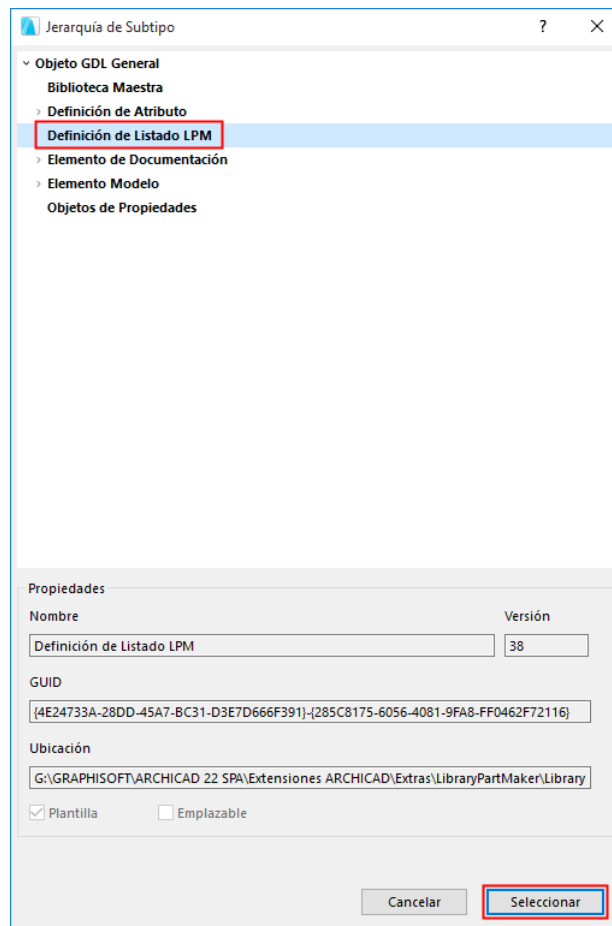 Jerarquía de Subtipo
Objeto GDL General
Biblioteca Maestra
Definición de Atributo
Definición de Listado LPM
Elemento de Documentación
Elemento Modelo
Objetos de Propiedades
Propiedades
Nombre Versión
Definición de Listado LPM 38
GUID
{4E24733A-28DD-45A7-BC31-D3E7D666F391}-{285C8175-6056-4081-9FA8-FF0462F72116}
Ubicación
G:\GRAPHISOFT\ARCHICAD 22 SPA\Extensiones ARCHICAD\Extras\LibraryPartMaker\Library
Plantilla Emplazable
Cancelar Seleccionar